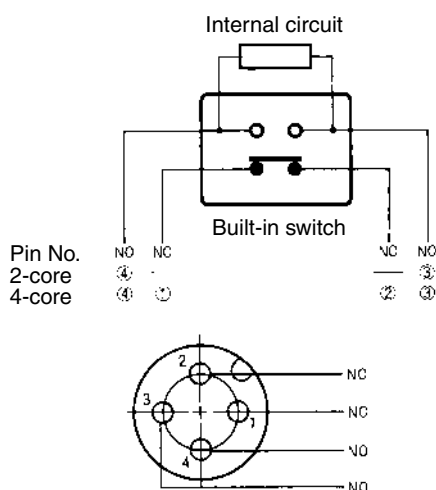 Internal circuit
Built-in switch
NO NC NC NO
Pin No.
2-core ④ - — ③
4-core ④ ① ② ③
2 NC
3 1 NC
4 NO
NO